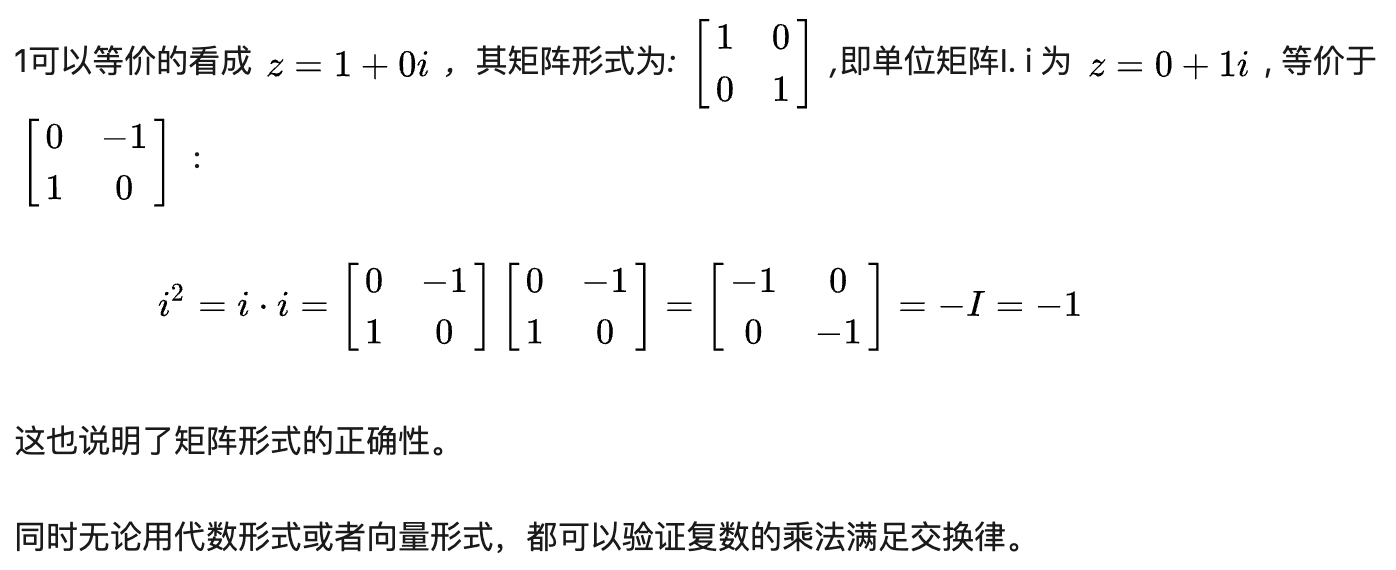 1可以等价的看成 $z = 1 + 0i$ ，其矩阵形式为: $\begin{bmatrix} 1 & 0 \\ 0 & 1 \end{bmatrix}$ ,即单位矩阵I. i 为 $z = 0 + 1i$ , 等价于
$\begin{bmatrix} 0 & -1 \\ 1 & 0 \end{bmatrix}$ ：
$i^2 = i \cdot i = \begin{bmatrix} 0 & -1 \\ 1 & 0 \end{bmatrix} \begin{bmatrix} 0 & -1 \\ 1 & 0 \end{bmatrix} = \begin{bmatrix} -1 & 0 \\ 0 & -1 \end{bmatrix} = -I = -1$
这也说明了矩阵形式的正确性。
同时无论用代数形式或者向量形式，都可以验证复数的乘法满足交换律。